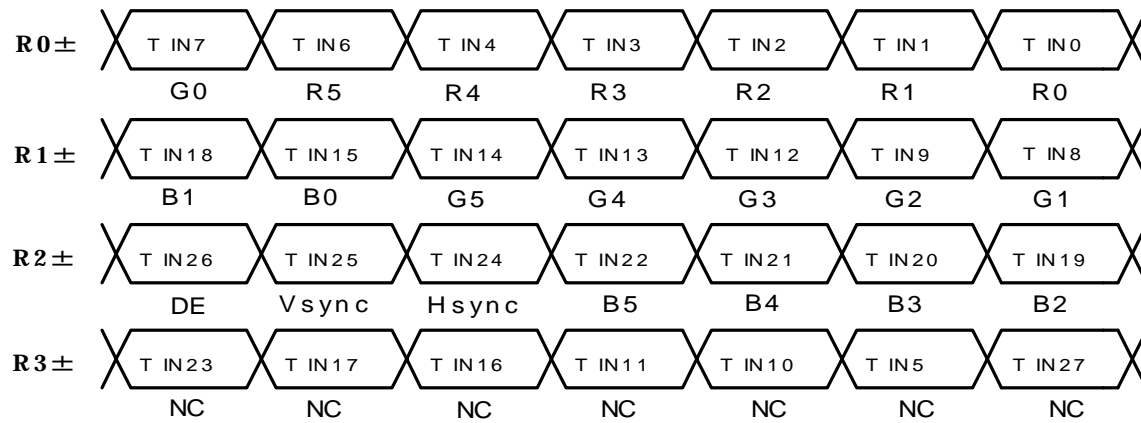 R0± T IN7 T IN6 T IN4 T IN3 T IN2 T IN1 T IN0
G0 R5 R4 R3 R2 R1 R0
R1± T IN18 T IN15 T IN14 T IN13 T IN12 T IN9 T IN8
B1 B0 G5 G4 G3 G2 G1
R2± T IN26 T IN25 T IN24 T IN22 T IN21 T IN20 T IN19
DE Vsync Hsync B5 B4 B3 B2
R3± T IN23 T IN17 T IN16 T IN11 T IN10 T IN5 T IN27
NC NC NC NC NC NC NC